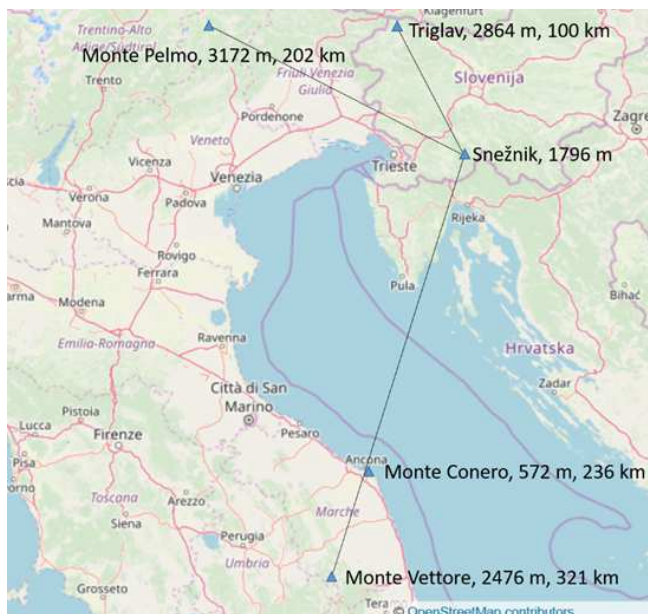 Klagenfurt
Trentino-Alto
Adige/Südtirol
Triglav, 2864 m, 100 km
Monte Pelmo, 3172 m, 202 km
Friuli Venezia
Giulia
Slovenija
Trento
Pordenone
Zagre
Veneto
Trieste
Snežnik, 1796 m
Vicenza
Venezia
Verona
Padova
Rijeka
Mantova
Rovigo
Pula
Ferrara
Bihać
Modena
Emilia-Romagna
Ravenna
Hrvatska
Zadar
Città di San
Marino
Pistoia
Pesaro
Lucca
Firenze
Pisa
Ancona
Monte Conero, 572 m, 236 km
Toscana
Arezzo
Marche
Siena
Perugia
Umbria
Monte Vettore, 2476 m, 321 km
Grosseto
Tera
© OpenStreetMap contributors